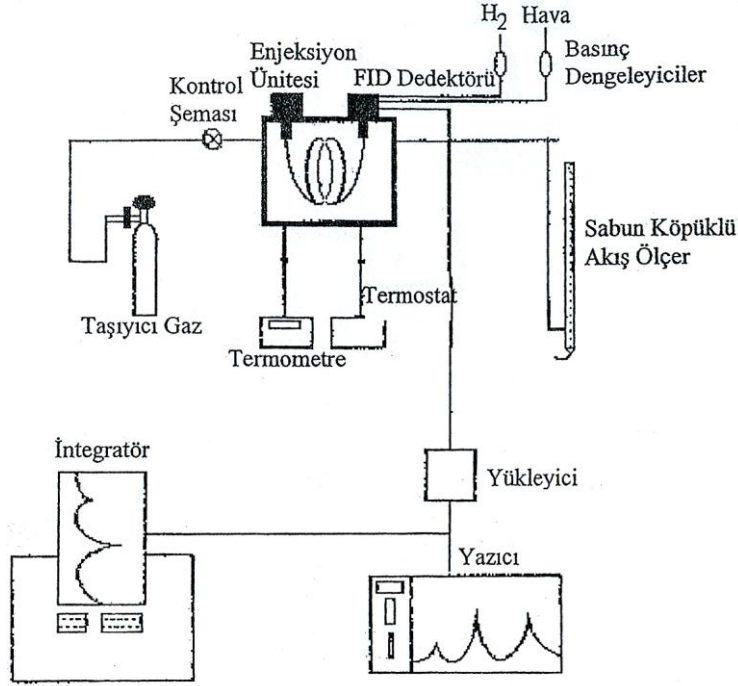 H2 Hava
Enjeksiyon
Ünitesi
FID Dedektörü
Basınç
Dengeleyiciler
Kontrol
Şeması
Sabun Köpüklü
Akış Ölçer
Taşıyıcı Gaz
Termostat
Termometre
İntegratör
Yükleyici
Yazıcı